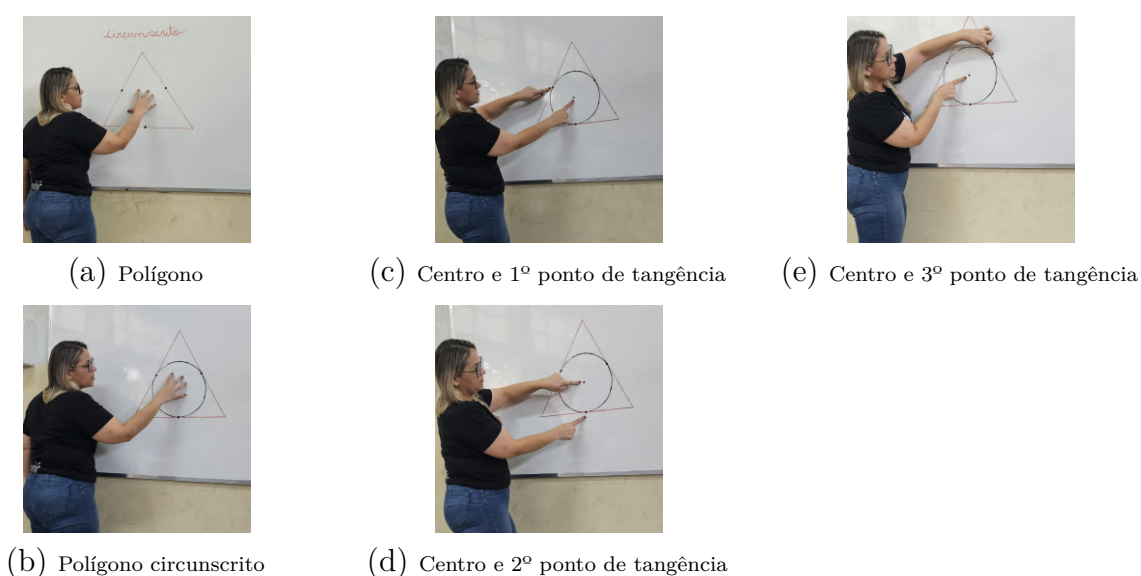 circunscrito
(a) Polígono
(c) Centro e 1º ponto de tangência
(e) Centro e 3º ponto de tangência
(b) Polígono circunscrito
(d) Centro e 2º ponto de tangência